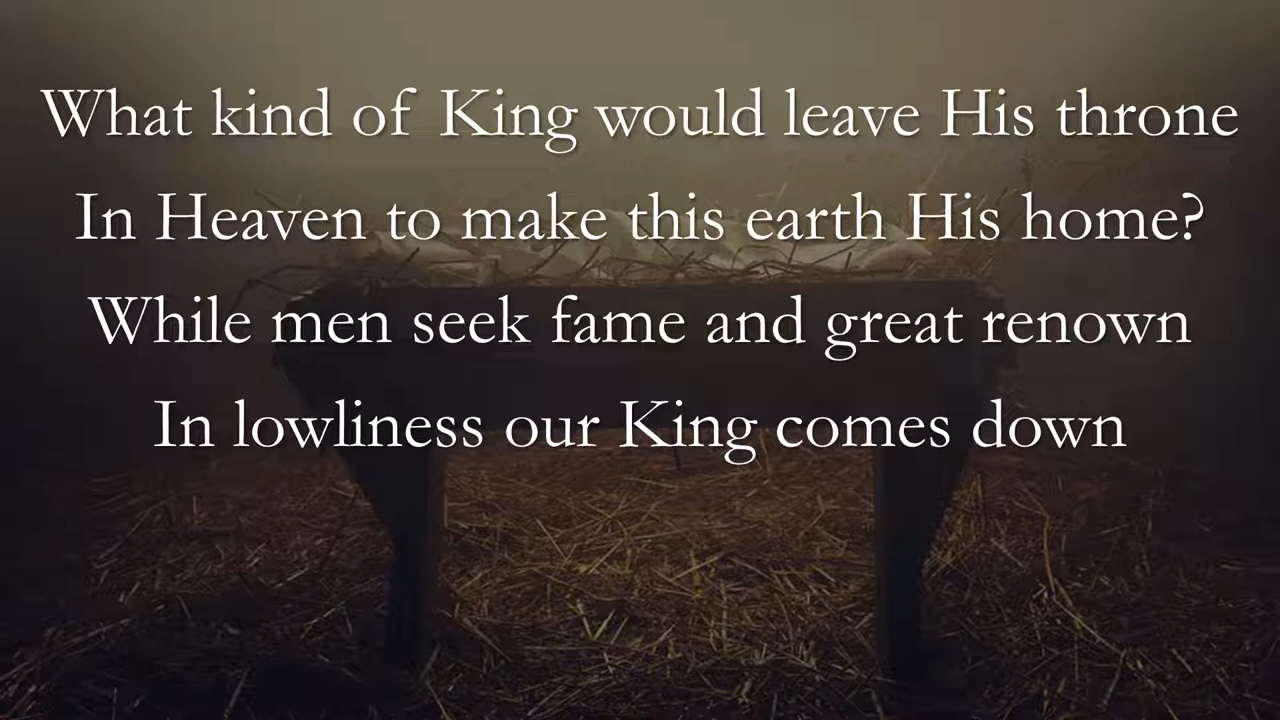 What kind of King would leave His throne
In Heaven to make this earth His home?
While men seek fame and great renown
In lowliness our King comes down